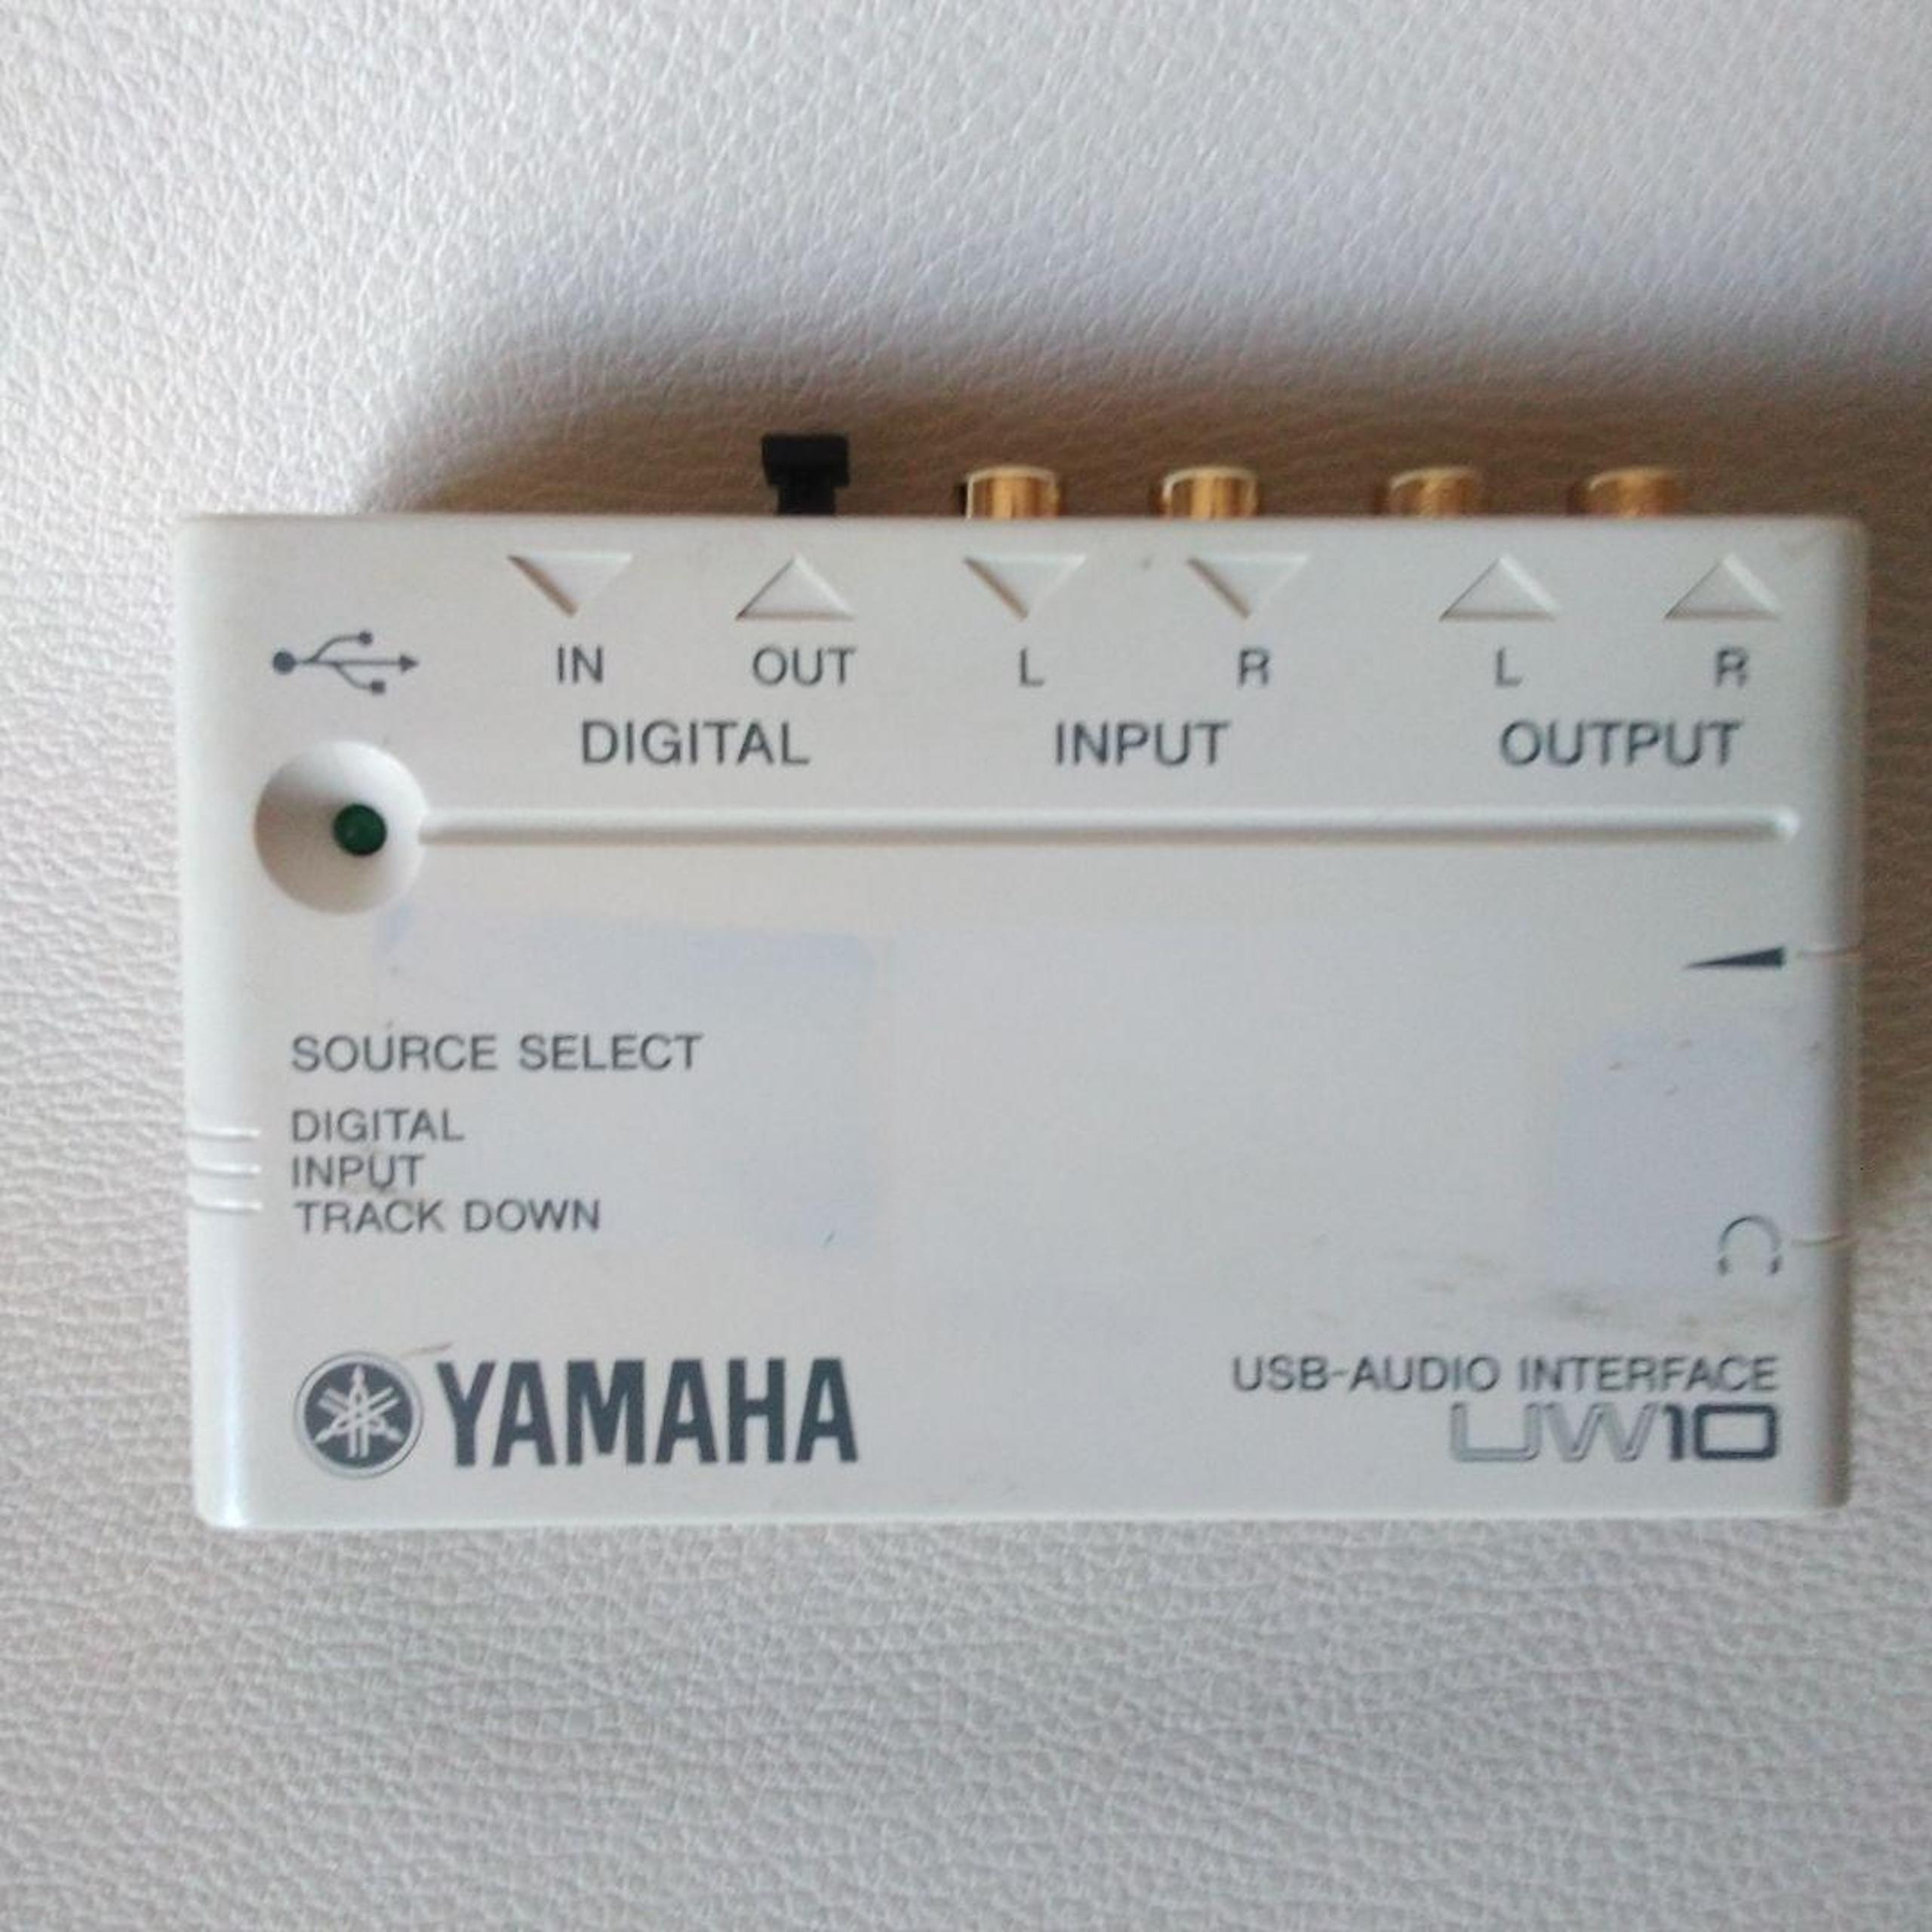 IN OUT L R L R
DIGITAL INPUT OUTPUT
SOURCE SELECT
DIGITAL
INPUT
TRACK DOWN
YAMAHA
USB-AUDIO INTERFACE
UW10